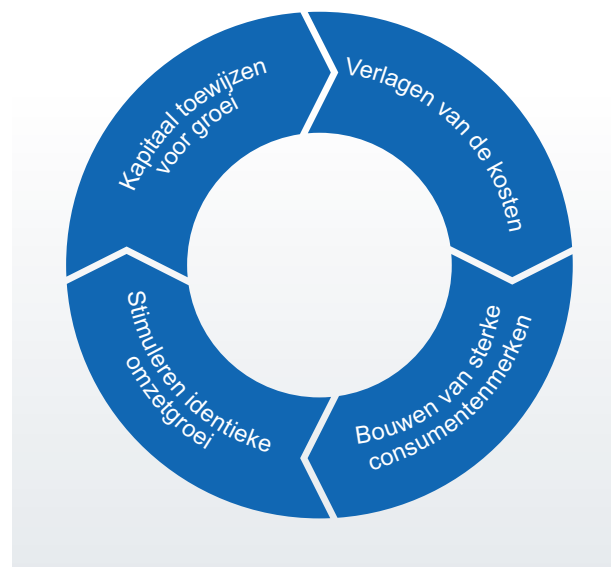 Kapitaal toewijzen
voor groei
Verlagen van de kosten
Bouwen van sterke
consumentenmerken
Stimuleren identieke
omzetgroei